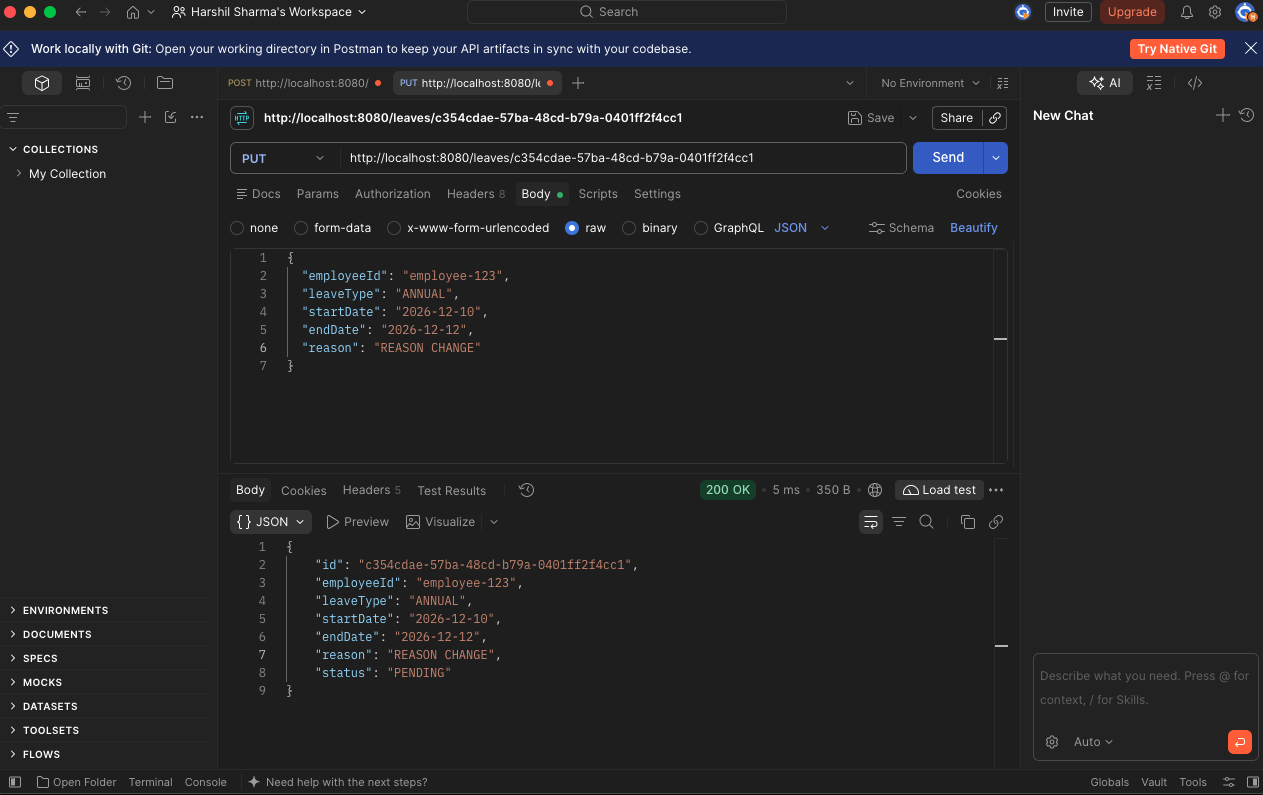 Harshil Sharma's Workspace
Search
Invite
Upgrade
Work locally with Git: Open your working directory in Postman to keep your API artifacts in sync with your codebase.
Try Native Git
POST http://localhost:8080/
PUT http://localhost:8080/le
No Environment
AI
HTTP
http://localhost:8080/leaves/c354cdae-57ba-48cd-b79a-0401ff2f4cc1
Save
Share
New Chat
COLLECTIONS
My Collection
PUT
http://localhost:8080/leaves/c354cdae-57ba-48cd-b79a-0401ff2f4cc1
Send
Docs
Params
Authorization
Headers 8
Body
Scripts
Settings
Cookies
none
form-data
x-www-form-urlencoded
raw
binary
GraphQL
JSON
Schema
Beautify
1 {
2 "employeeId": "employee-123",
3 "leaveType": "ANNUAL",
4 "startDate": "2026-12-10",
5 "endDate": "2026-12-12",
6 "reason": "REASON CHANGE"
7 }
Body
Cookies
Headers 5
Test Results
200 OK
5 ms
350 B
Load test
{} JSON
Preview
Visualize
1 {
2 "id": "c354cdae-57ba-48cd-b79a-0401ff2f4cc1",
3 "employeeId": "employee-123",
4 "leaveType": "ANNUAL",
5 "startDate": "2026-12-10",
6 "endDate": "2026-12-12",
7 "reason": "REASON CHANGE",
8 "status": "PENDING"
9 }
ENVIRONMENTS
DOCUMENTS
SPECS
MOCKS
DATASETS
TOOLSETS
FLOWS
Describe what you need. Press @ for
context, / for Skills.
Auto
Open Folder
Terminal
Console
Need help with the next steps?
Globals
Vault
Tools